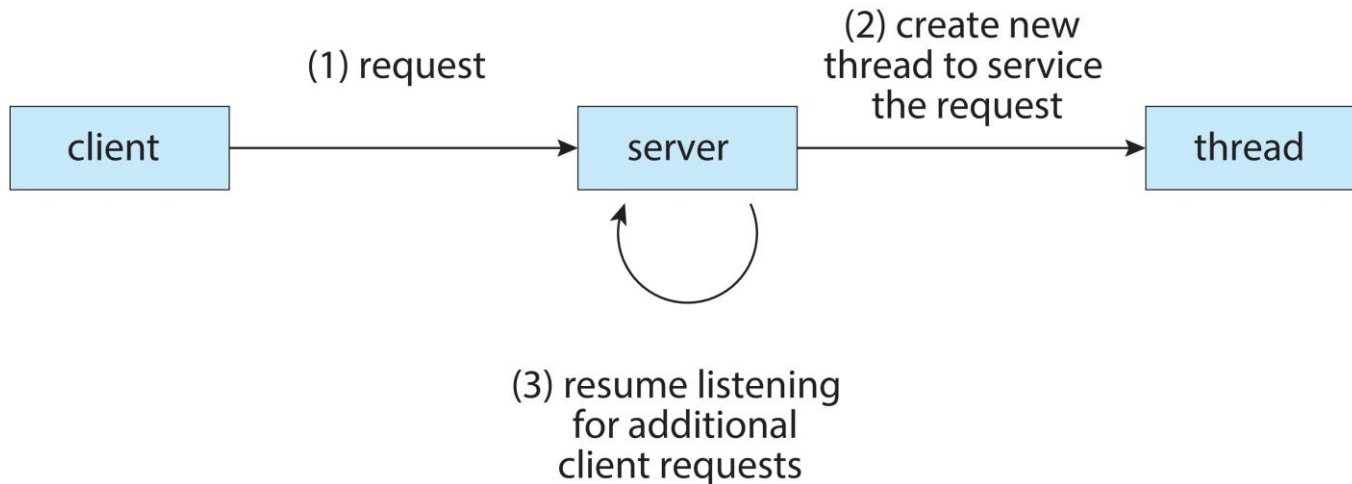 client
(1) request
server
(2) create new
thread to service
the request
thread
(3) resume listening
for additional
client requests